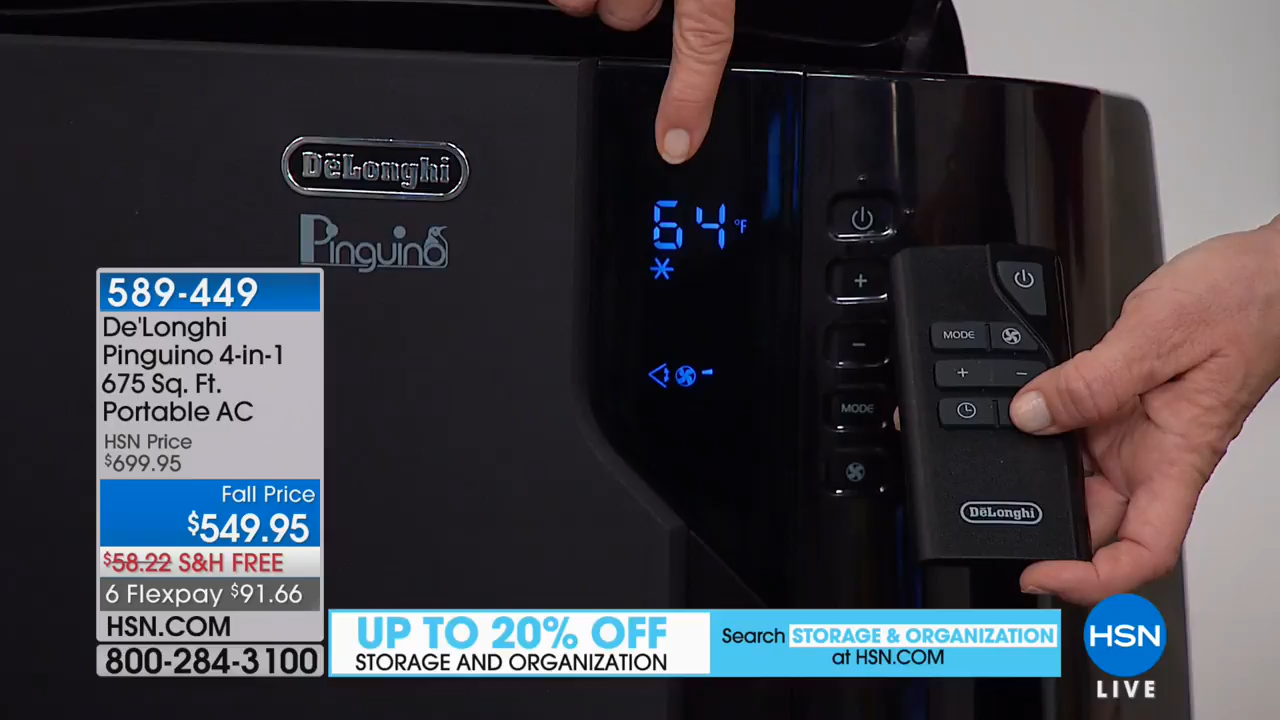 DeLonghi
Pinguino
64 °F
MODE
MODE
DeLonghi
589-449
De'Longhi
Pinguino 4-in-1
675 Sq. Ft.
Portable AC
HSN Price
$699.95
Fall Price
$549.95
$58.22 S&H FREE
6 Flexpay $91.66
HSN.COM
800-284-3100
UP TO 20% OFF
STORAGE AND ORGANIZATION
Search STORAGE & ORGANIZATION
at HSN.COM
HSN
LIVE